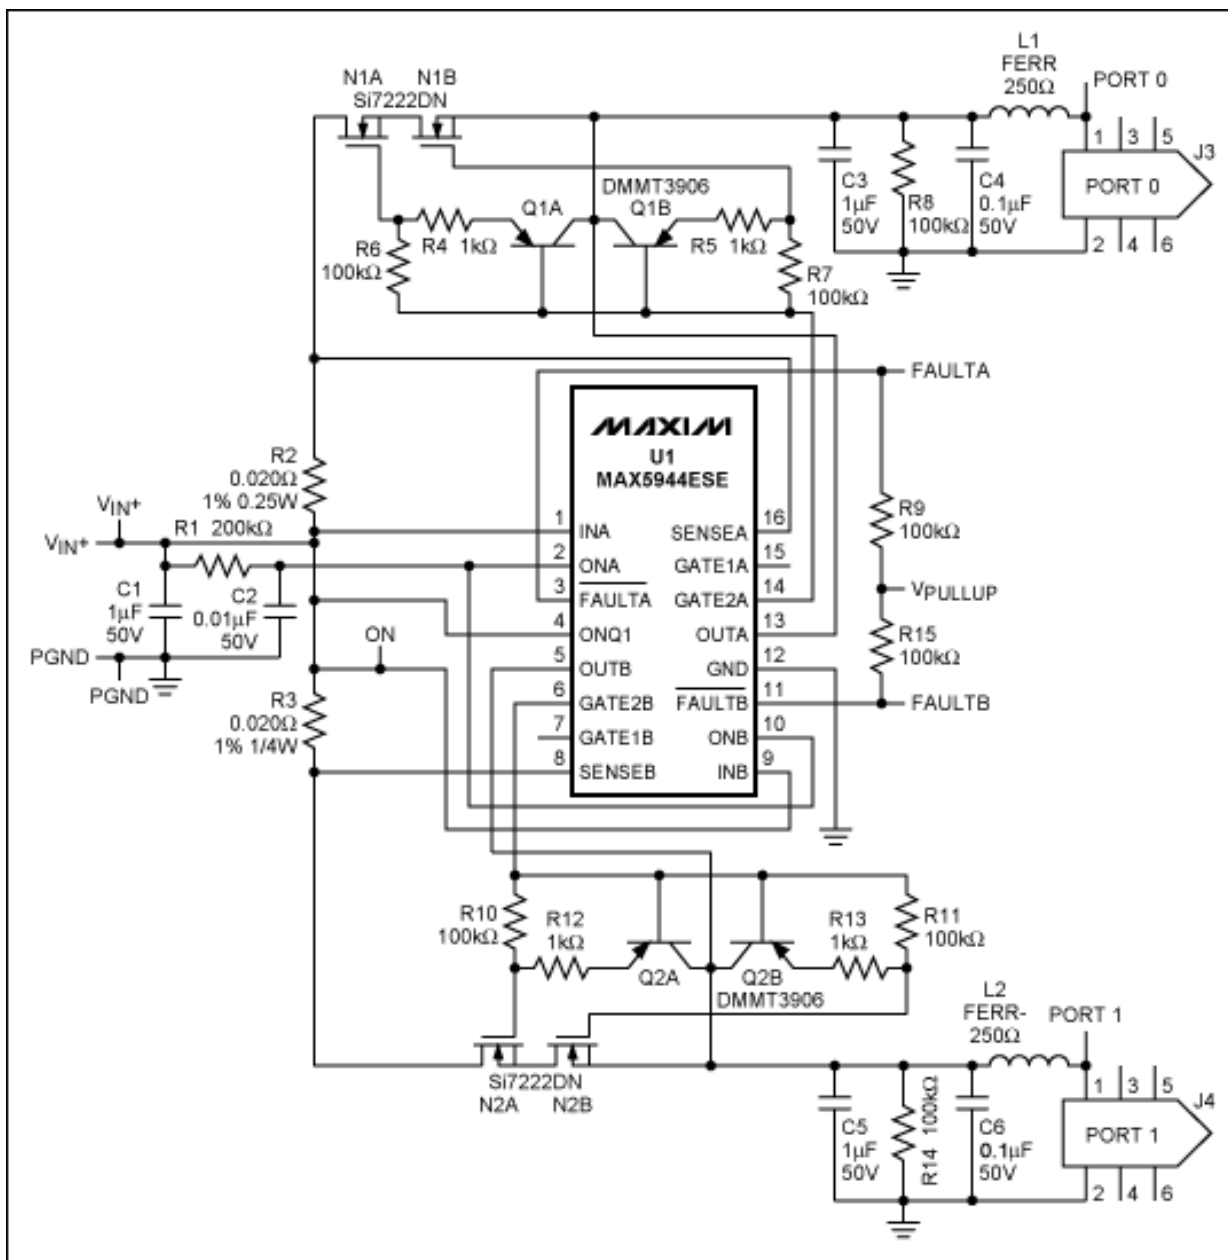 L1
FERR
250Ω
PORT 0
N1A N1B
Si7222DN
1 3 5
J3
PORT 0
2 4 6
C3
1µF
50V
R8
100kΩ
C4
0.1µF
50V
DMMT3906
Q1A Q1B
R4 1kΩ
R5 1kΩ
R6
100kΩ
R7
100kΩ
FAULTA
MAXIM
U1
MAX5944ESE
R2
0.020Ω
1% 0.25W
VIN+
VIN+
R1 200kΩ
C1
1µF
50V
C2
0.01µF
50V
PGND
PGND
ON
R3
0.020Ω
1% 1/4W
1 INA
2 ONA
3 FAULTA
4 ONQ1
5 OUTB
6 GATE2B
7 GATE1B
8 SENSEB
SENSEA 16
GATE1A 15
GATE2A 14
OUTA 13
GND 12
FAULTB 11
ONB 10
INB 9
R9
100kΩ
VPULLUP
R15
100kΩ
FAULTB
R10
100kΩ
R12
1kΩ
R13
1kΩ
R11
100kΩ
Q2A Q2B
DMMT3906
Si7222DN
N2A N2B
L2
FERR-
250Ω
PORT 1
1 3 5
J4
PORT 1
2 4 6
C5
1µF
50V
R14 100kΩ
C6
0.1µF
50V